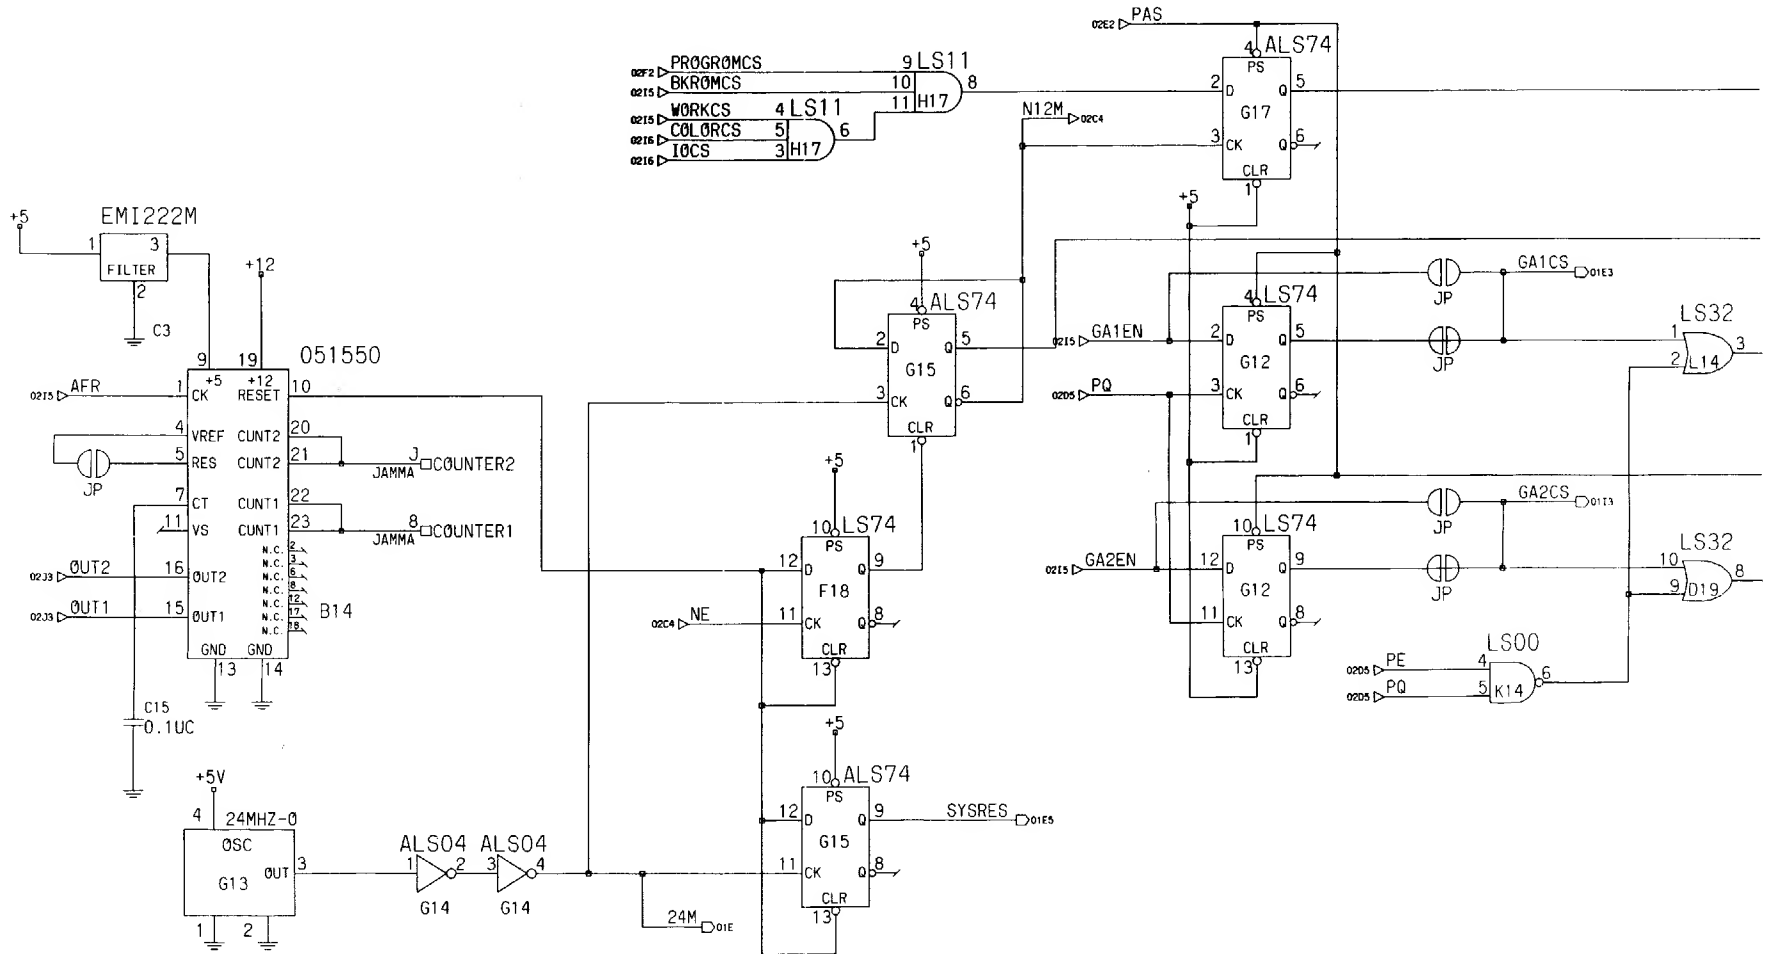 PAS
02E2
4 ALS74
PS
2 D Q 5
G17
3 CK Q 6
CLR
1
PROGROMCS 9 LS11
02F2
BKROMCS 10 8
02I5
11 H17
WORKCS 4 LS11
02I5
COLORCS 5 6
02I6
IOCS 3 H17
02I6
N12M
02C4
+5
EMI222M
+5
1 3
FILTER
2
C3
+12
+5
4 ALS74
PS
2 D Q 5
G15
3 CK Q 6
CLR
1
4 LS74
PS
GA1EN 2 D Q 5
02I5
G12
PQ 3 CK Q 6
02D5
CLR
1
JP
JP
GA1CS
01E3
LS32
1
2 L14 3
9 19 051550
+5 +12
AFR 1 CK RESET 10
02I5
4 VREF CUNT2 20
5 RES CUNT2 21 J COUNTER2
JAMMA
JP
7 CT CUNT1 22
11 VS CUNT1 23 8 COUNTER1
JAMMA
N.C. 2
N.C. 3
N.C. 6
N.C. 8
N.C. 12
N.C. 17
N.C. 18
OUT2 16 OUT2
02J3
OUT1 15 OUT1
02J3
B14
GND GND
13 14
C15
0.1UC
+5
10 LS74
PS
12 D Q 9
F18
NE 11 CK Q 8
02C4
CLR
13
10 LS74
PS
GA2EN 12 D Q 9
02I5
G12
11 CK Q 8
CLR
13
JP
JP
GA2CS
01I3
LS32
10
9 D19 8
LS00
PE 4
02D5
PQ 5 K14 6
02D5
+5
10 ALS74
PS
12 D Q 9 SYSRES
01E5
G15
11 CK Q 8
CLR
13
+5V
4 24MHZ-0
OSC
OUT 3
G13
1 2
ALS04 ALS04
1 2 3 4
G14 G14
24M
01E